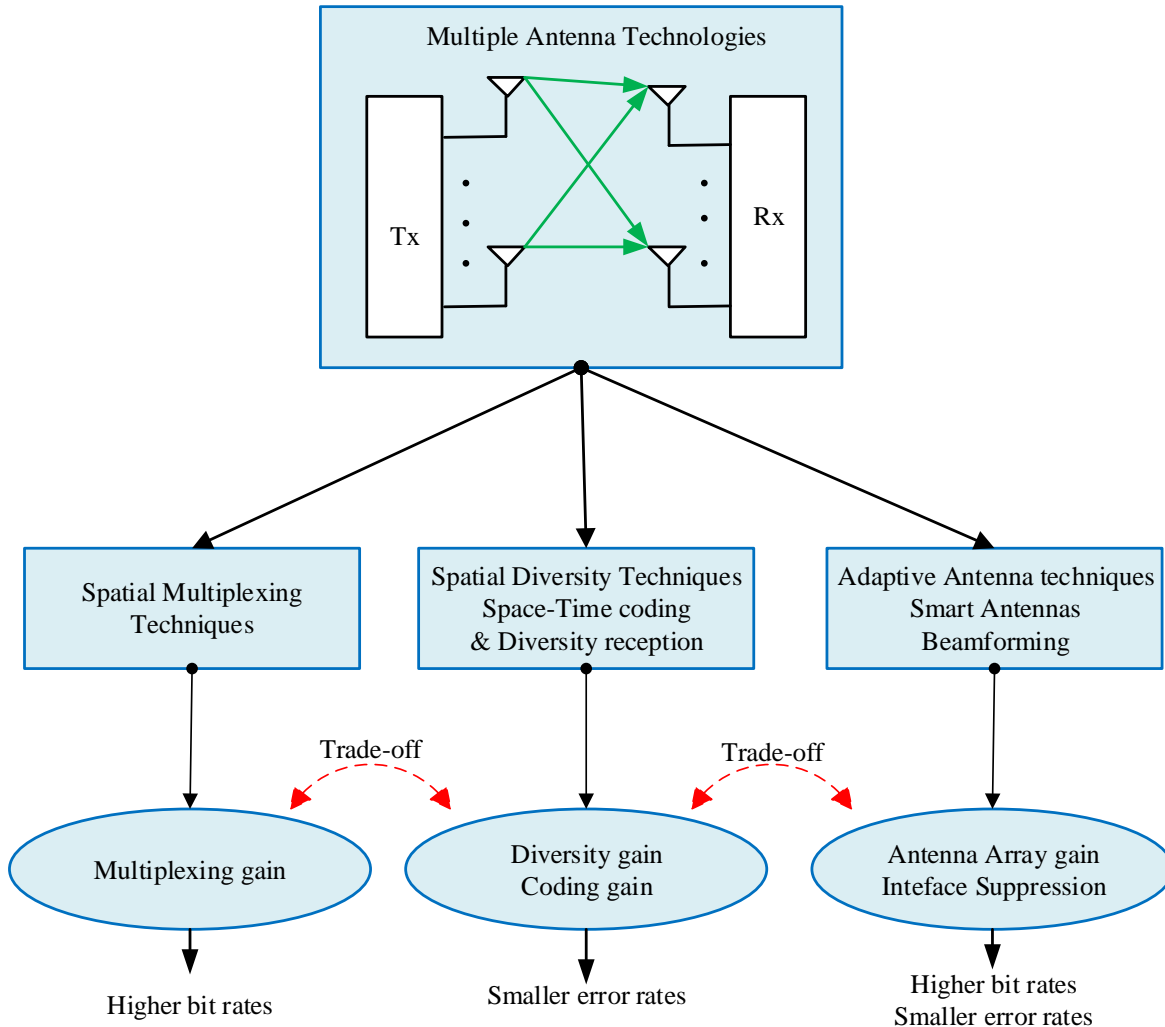 Multiple Antenna Technologies
Tx
Rx
Spatial Multiplexing
Techniques
Spatial Diversity Techniques
Space-Time coding
& Diversity reception
Adaptive Antenna techniques
Smart Antennas
Beamforming
Trade-off
Trade-off
Multiplexing gain
Diversity gain
Coding gain
Antenna Array gain
Inteface Suppression
Higher bit rates
Smaller error rates
Higher bit rates
Smaller error rates